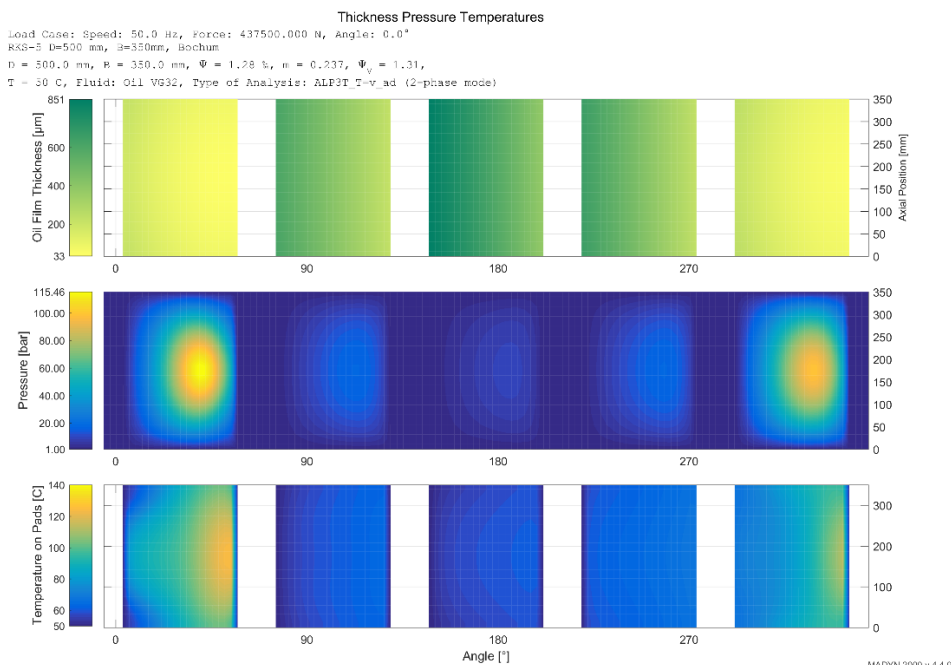 Thickness Pressure Temperatures
Load Case: Speed: 50.0 Hz, Force: 437500.000 N, Angle: 0.0°
RKS-5 D=500 mm, B=350mm, Bochum
D = 500.0 mm, B = 350.0 mm, Ψ = 1.28 ‰, m = 0.237, Ψ_V = 1.31,
T = 50 C, Fluid: Oil VG32, Type of Analysis: ALP3T_T-v_ad (2-phase mode)
Oil Film Thickness [µm]
851
600
400
200
33
350
300
250
200
150
100
50
0
Axial Position [mm]
0 90 180 270
Pressure [bar]
115.46
100.00
80.00
60.00
40.00
20.00
1.00
350
300
250
200
150
100
50
0
0 90 180 270
Temperature on Pads [C]
140
120
100
80
60
50
300
200
100
0
0 90 180 270
Angle [°]